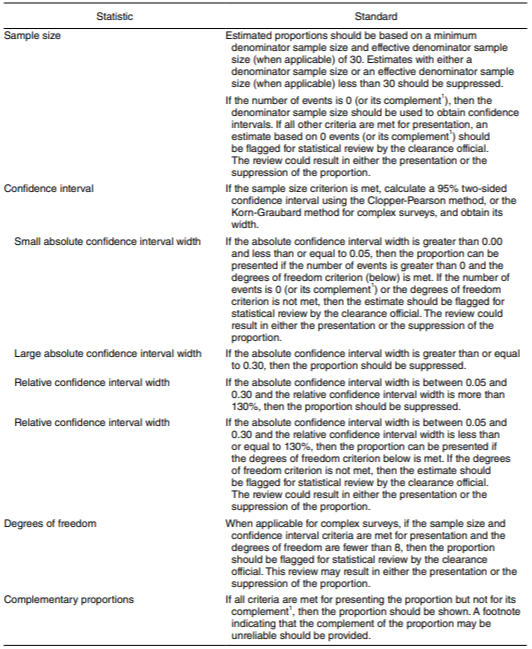 Statistic Standard
Sample size Estimated proportions should be based on a minimum
denominator sample size and effective denominator sample
size (when applicable) of 30. Estimates with either a
denominator sample size or an effective denominator sample
size (when applicable) less than 30 should be suppressed.
If the number of events is 0 (or its complement¹), then the
denominator sample size should be used to obtain confidence
intervals. If all other criteria are met for presentation, an
estimate based on 0 events (or its complement¹) should
be flagged for statistical review by the clearance official.
The review could result in either the presentation or the
suppression of the proportion.
Confidence interval If the sample size criterion is met, calculate a 95% two-sided
confidence interval using the Clopper-Pearson method, or the
Korn-Graubard method for complex surveys, and obtain its
width.
Small absolute confidence interval width If the absolute confidence interval width is greater than 0.00
and less than or equal to 0.05, then the proportion can be
presented if the number of events is greater than 0 and the
degrees of freedom criterion (below) is met. If the number of
events is 0 (or its complement¹) or the degrees of freedom
criterion is not met, then the estimate should be flagged for
statistical review by the clearance official. The review could
result in either the presentation or the suppression of the
proportion.
Large absolute confidence interval width If the absolute confidence interval width is greater than or equal
to 0.30, then the proportion should be suppressed.
Relative confidence interval width If the absolute confidence interval width is between 0.05 and
0.30 and the relative confidence interval width is more than
130%, then the proportion should be suppressed.
Relative confidence interval width If the absolute confidence interval width is between 0.05 and
0.30 and the relative confidence interval width is less than
or equal to 130%, then the proportion can be presented if
the degrees of freedom criterion below is met. If the degrees
of freedom criterion is not met, then the estimate should
be flagged for statistical review by the clearance official.
The review could result in either the presentation or the
suppression of the proportion.
Degrees of freedom When applicable for complex surveys, if the sample size and
confidence interval criteria are met for presentation and the
degrees of freedom are fewer than 8, then the proportion
should be flagged for statistical review by the clearance
official. This review may result in either the presentation or the
suppression of the proportion.
Complementary proportions If all criteria are met for presenting the proportion but not for its
complement¹, then the proportion should be shown. A footnote
indicating that the complement of the proportion may be
unreliable should be provided.